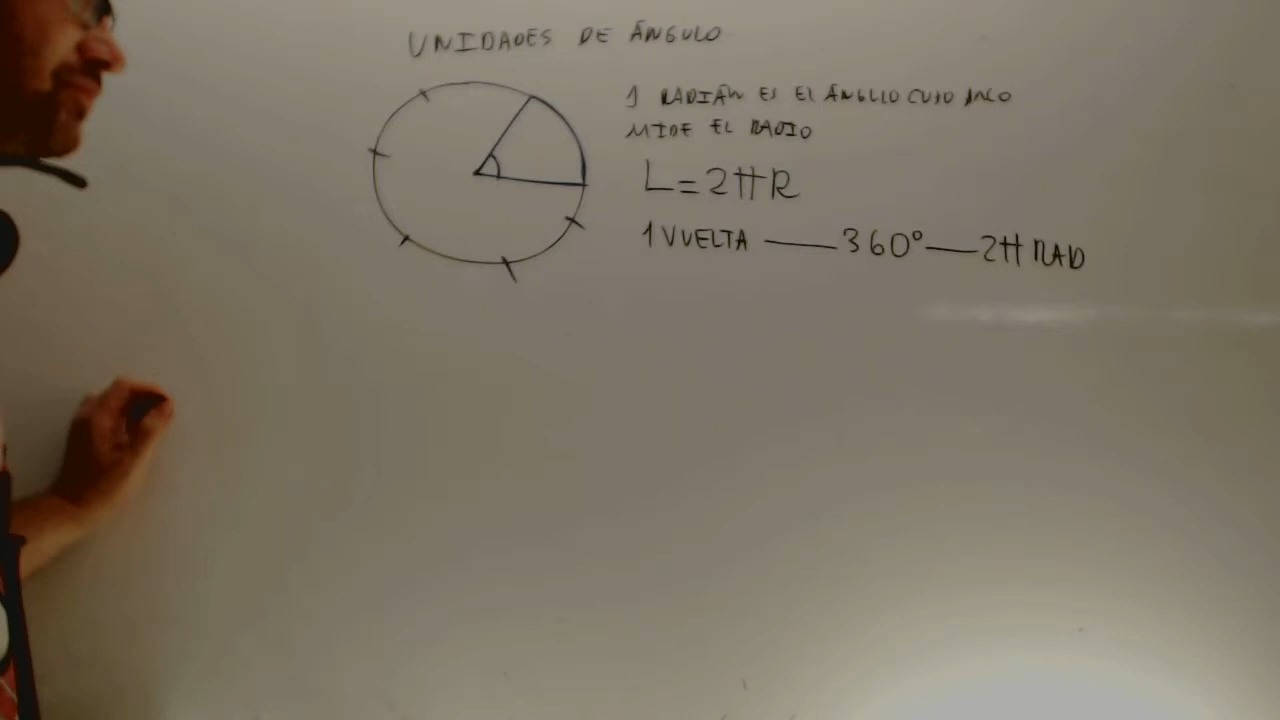 UNIDADES DE ÁNGULO
1 RADIÁN ES EL ÁNGULO CUYO ARCO
MIDE EL RADIO
L=2πR
1 VUELTA — 360° — 2π RAD